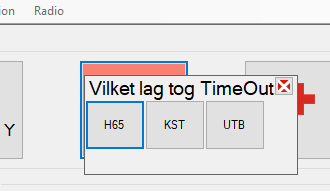 Radio
Vilket lag tog TimeOut
H65 KST UTB
Y